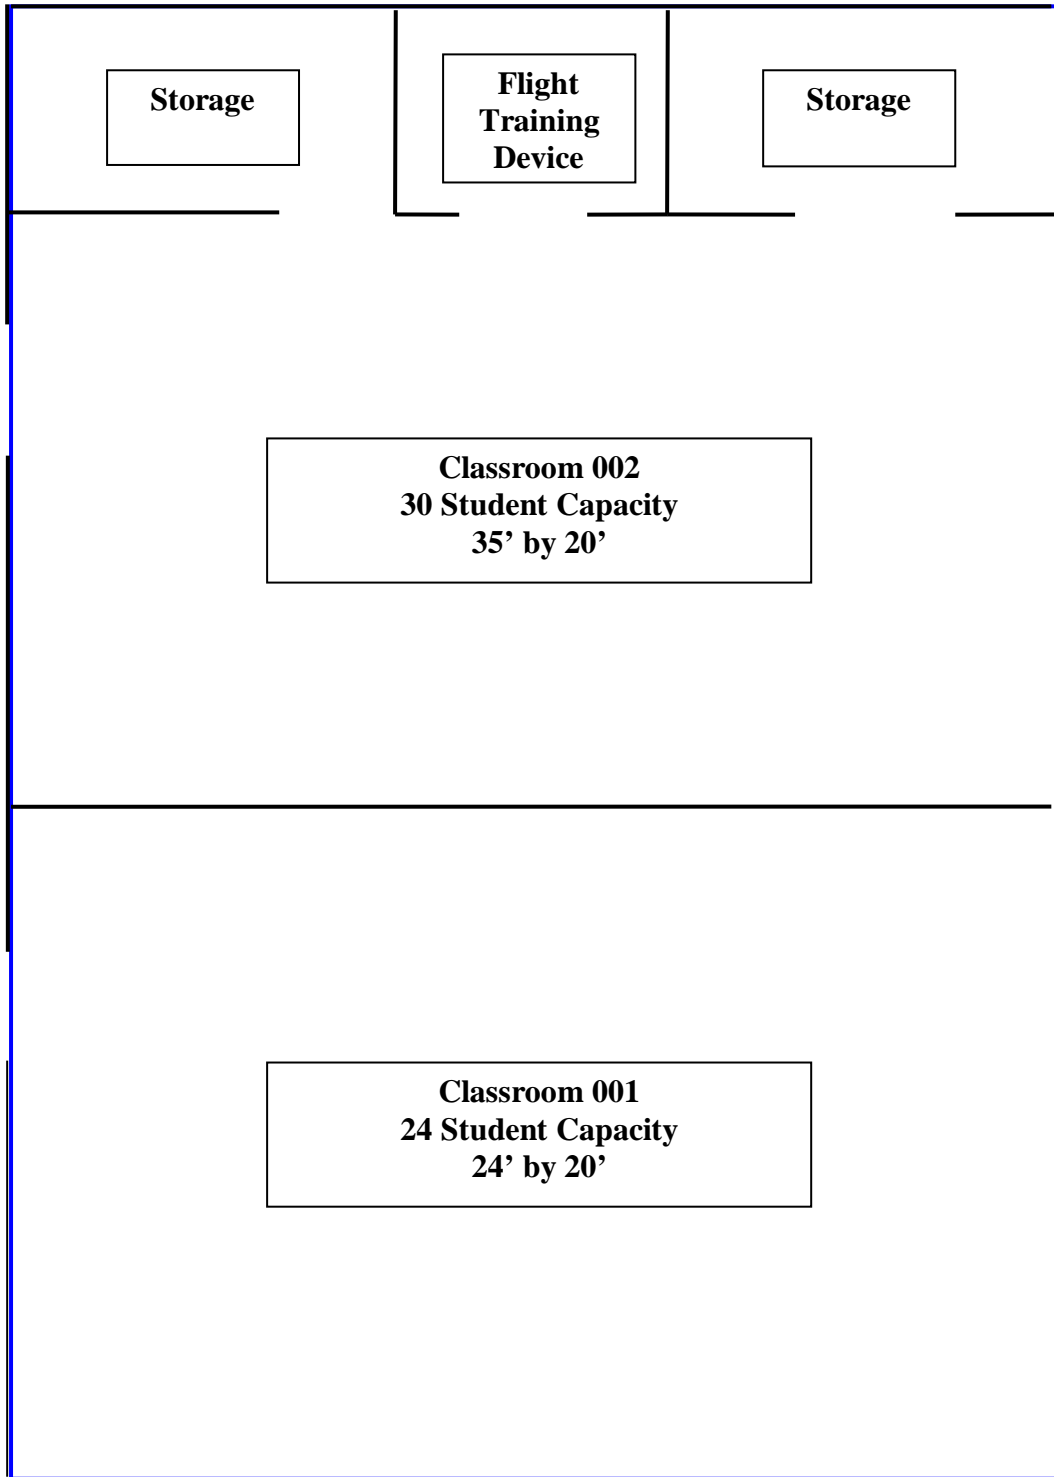 Storage
Flight
Training
Device
Storage
Classroom 002
30 Student Capacity
35’ by 20’
Classroom 001
24 Student Capacity
24’ by 20’